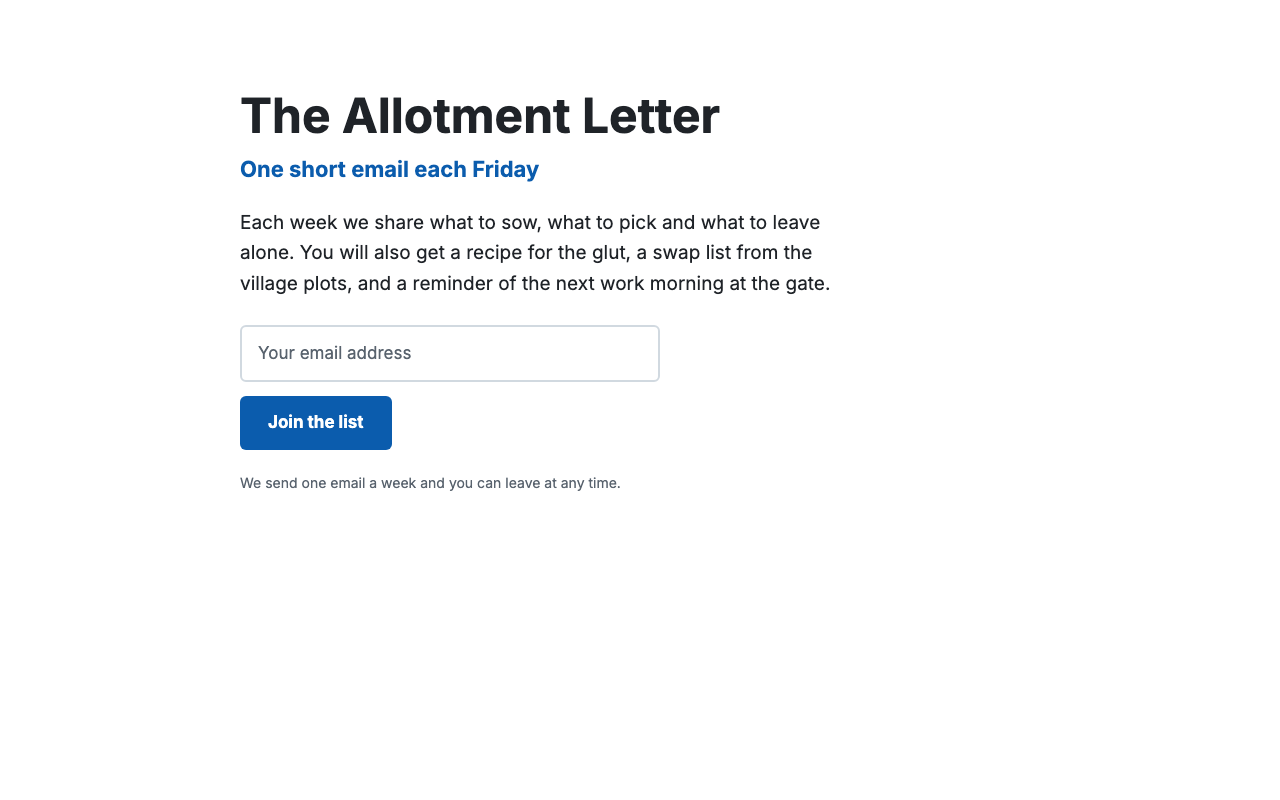 The Allotment Letter
One short email each Friday
Each week we share what to sow, what to pick and what to leave
alone. You will also get a recipe for the glut, a swap list from the
village plots, and a reminder of the next work morning at the gate.
Your email address
Join the list
We send one email a week and you can leave at any time.